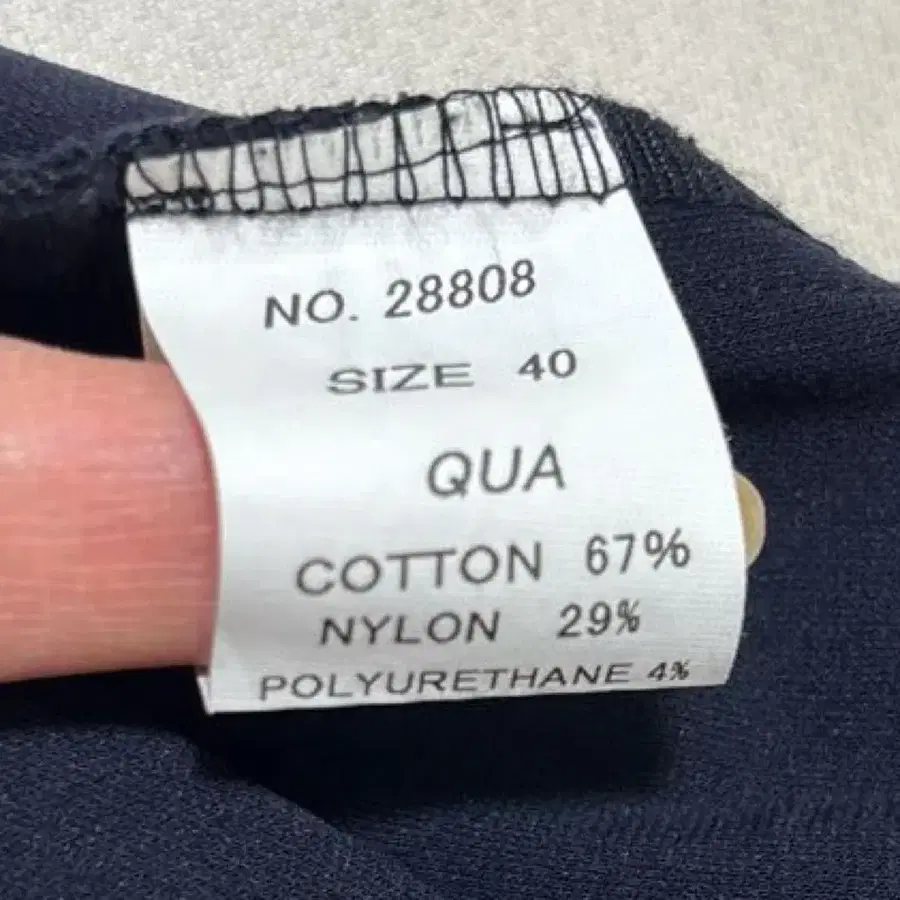 NO. 28808
SIZE 40
QUA
COTTON 67%
NYLON 29%
POLYURETHANE 4%